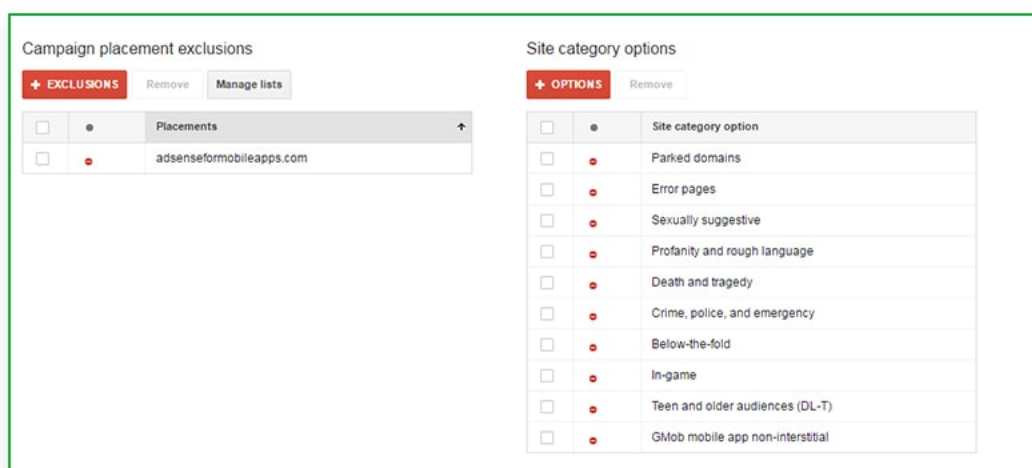 Campaign placement exclusions
+ EXCLUSIONS Remove Manage lists
Placements
adsenseformobileapps.com
Site category options
+ OPTIONS Remove
Site category option
Parked domains
Error pages
Sexually suggestive
Profanity and rough language
Death and tragedy
Crime, police, and emergency
Below-the-fold
In-game
Teen and older audiences (DL-T)
GMob mobile app non-interstitial